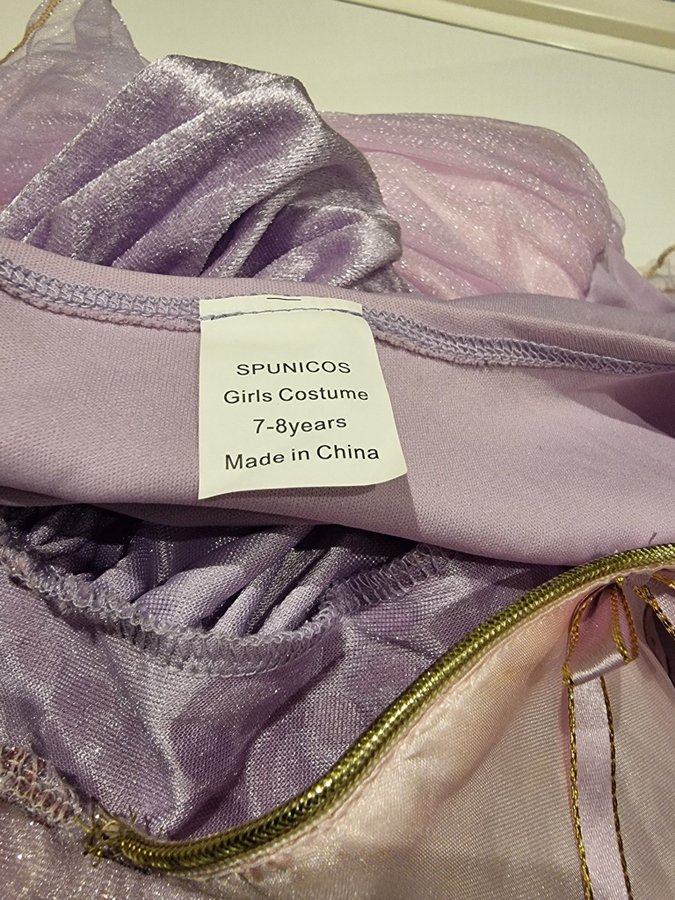 SPUNICOS
Girls Costume
7-8years
Made in China